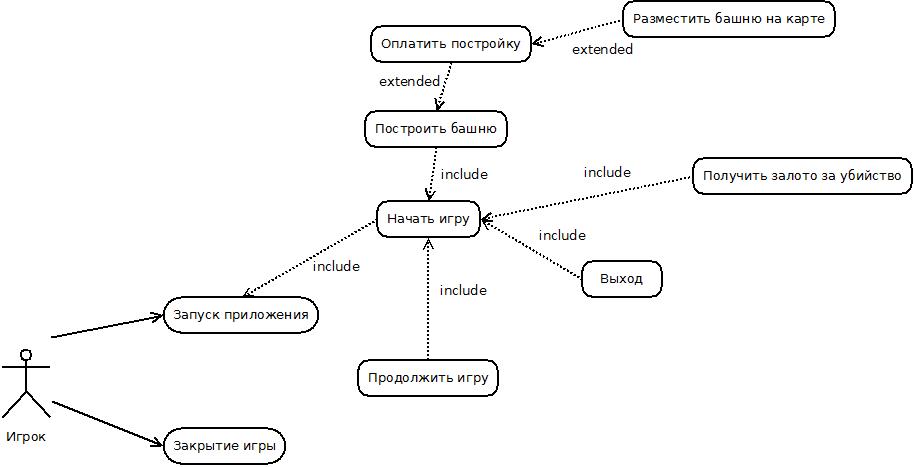 Разместить башню на карте
Оплатить постройку
extended
extended
Построить башню
include
include
Получить залото за убийство
Начать игру
include
include
Выход
include
Запуск приложения
Продолжить игру
Игрок
Закрытие игры